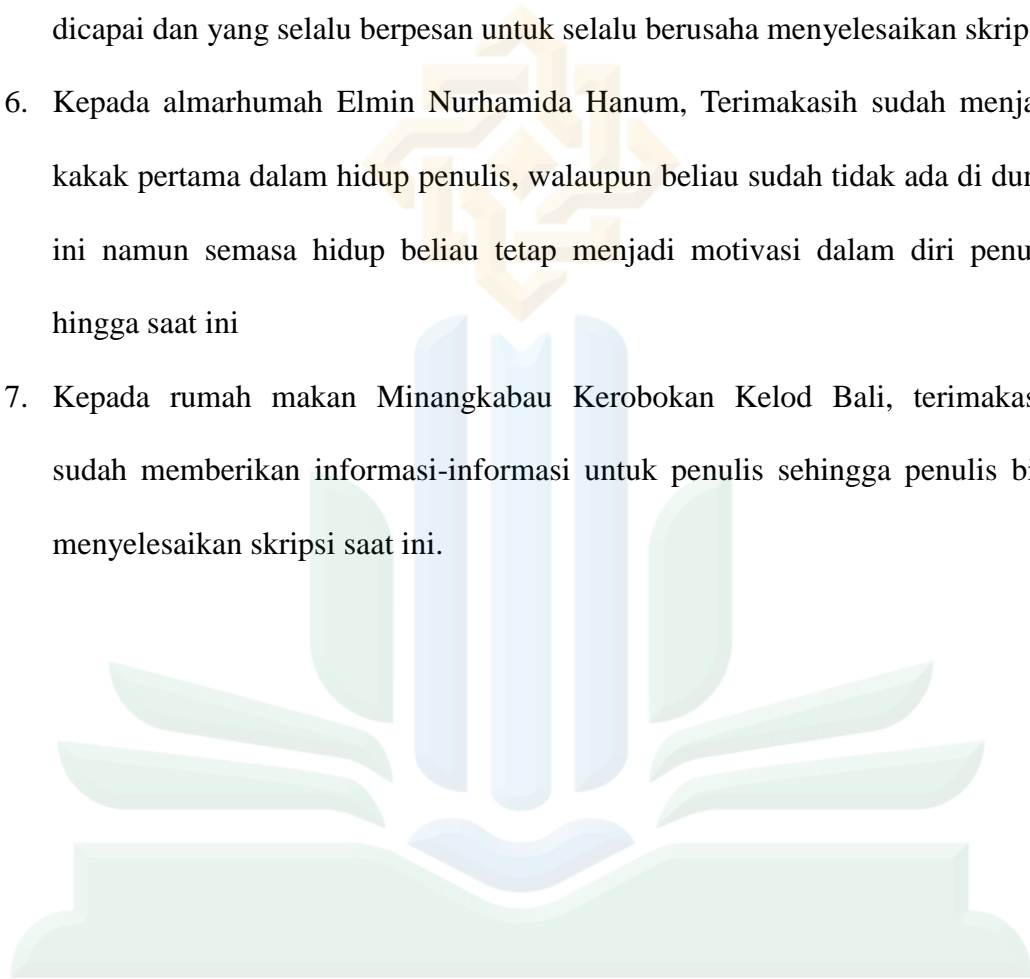 dicapai dan yang selalu berpesan untuk selalu berusaha menyelesaikan skrip
6. Kepada almarhumah Elmin Nurhamida Hanum, Terimakasih sudah menja
kakak pertama dalam hidup penulis, walaupun beliau sudah tidak ada di dun
ini namun semasa hidup beliau tetap menjadi motivasi dalam diri penu
hingga saat ini
7. Kepada rumah makan Minangkabau Kerobokan Kelod Bali, terimakas
sudah memberikan informasi-informasi untuk penulis sehingga penulis bi
menyelesaikan skripsi saat ini.